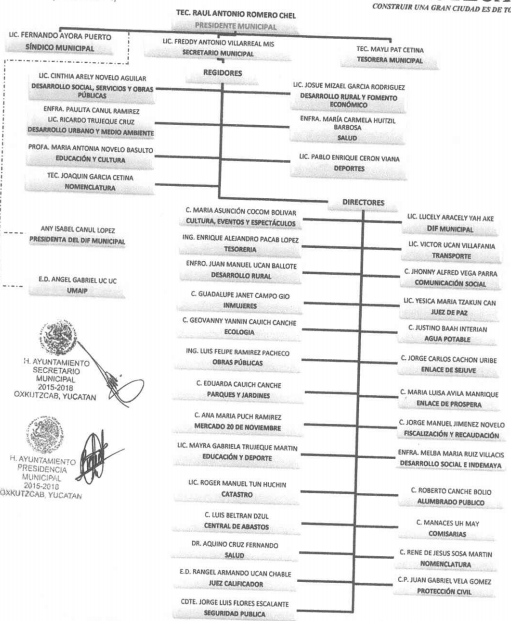 CONSTRUIR UNA GRAN CIUDAD ES DE TO
TEC. RAUL ANTONIO ROMERO CHEL
PRESIDENTE MUNICIPAL
LIC. FERNANDO AYORA PUERTO
SÍNDICO MUNICIPAL
LIC. FREDDY ANTONIO VILLARREAL MIS
SECRETARIO MUNICIPAL
TEC. MAYLI PAT CETINA
TESORERA MUNICIPAL
REGIDORES
LIC. CINTHIA ARELY NOVELO AGUILAR
DESARROLLO SOCIAL, SERVICIOS Y OBRAS
PÚBLICAS
ENFRA. PAULITA CANUL RAMIREZ
LIC. RICARDO TRUJEQUE CRUZ
DESARROLLO URBANO Y MEDIO AMBIENTE
PROFA. MARIA ANTONIA NOVELO BASULTO
EDUCACIÓN Y CULTURA
TEC. JOAQUIN GARCIA CETINA
NOMENCLATURA
LIC. JOSUE MIZAEL GARCIA RODRIGUEZ
DESARROLLO RURAL Y FOMENTO
ECONÓMICO
ENFRA. MARÍA CARMELA HUITZIL
BARBOSA
SALUD
LIC. PABLO ENRIQUE CERON VIANA
DEPORTES
ANY ISABEL CANUL LOPEZ
PRESIDENTA DEL DIF MUNICIPAL
E.D. ANGEL GABRIEL UC UC
UMAIP
DIRECTORES
C. MARIA ASUNCIÓN COCOM BOLIVAR
CULTURA, EVENTOS Y ESPECTÁCULOS
ING. ENRIQUE ALEJANDRO PACAB LOPEZ
TESORERIA
ENFRO. JUAN MANUEL UCAN BALLOTE
DESARROLLO RURAL
C. GUADALUPE JANET CAMPO GIO
INMUJERES
C. GEOVANNY YANNIN CAUICH CANCHE
ECOLOGIA
ING. LUIS FELIPE RAMIREZ PACHECO
OBRAS PÚBLICAS
C. EDUARDA CAUICH CANCHE
PARQUES Y JARDINES
C. ANA MARIA PUCH RAMIREZ
MERCADO 20 DE NOVIEMBRE
LIC. MAYRA GABRIELA TRUJEQUE MARTIN
EDUCACIÓN Y DEPORTE
LIC. ROGER MANUEL TUN HUCHIN
CATASTRO
C. LUIS BELTRAN DZUL
CENTRAL DE ABASTOS
DR. AQUINO CRUZ FERNANDO
SALUD
E.D. RANGEL ARMANDO UCAN CHABLE
JUEZ CALIFICADOR
CDTE. JORGE LUIS FLORES ESCALANTE
SEGURIDAD PUBLICA
LIC. LUCELY ARACELY YAH AKE
DIF MUNICIPAL
LIC. VICTOR UCAN VILLAFANIA
TRANSPORTE
C. JHONNY ALFRED VEGA PARRA
COMUNICACIÓN SOCIAL
LIC. YESICA MARIA TZAKUN CAN
JUEZ DE PAZ
C. JUSTINO BAAH INTERIAN
AGUA POTABLE
C. JORGE CARLOS CACHON URIBE
ENLACE DE SEJUVE
C. MARIA LUISA AVILA MANRIQUE
ENLACE DE PROSPERA
C. JORGE MANUEL JIMENEZ NOVELO
FISCALIZACIÓN Y RECAUDACIÓN
ENFRA. MELBA MARIA RUIZ VILLACIS
DESARROLLO SOCIAL E INDEMAYA
C. ROBERTO CANCHE BOLIO
ALUMBRADO PUBLICO
C. MANACES UH MAY
COMISARIAS
C. RENE DE JESUS SOSA MARTIN
NOMENCLATURA
C.P. JUAN GABRIEL VELA GOMEZ
PROTECCIÓN CIVIL
H. AYUNTAMIENTO
SECRETARIO
MUNICIPAL
2015-2018
OXKUTZCAB, YUCATAN
H. AYUNTAMIENTO
PRESIDENCIA
MUNICIPAL
2015-2018
OXKUTZCAB, YUCATAN